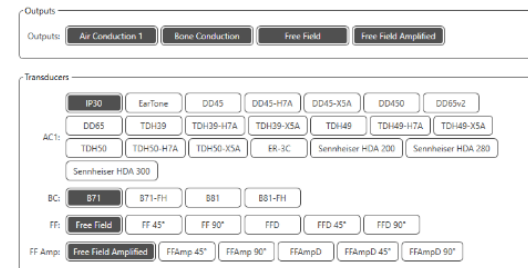 Outputs
Outputs: Air Conduction 1 Bone Conduction Free Field Free Field Amplified
Transducers
IP30 EarTone DD45 DD45-H7A DD45-X5A DD450 DD65v2
AC1: DD65 TDH39 TDH39-H7A TDH39-X5A TDH49 TDH49-H7A TDH49-X5A
TDH50 TDH50-H7A TDH50-X5A ER-3C Sennheiser HDA 200 Sennheiser HDA 280
Sennheiser HDA 300
BC: B71 B71-FH B81 B81-FH
FF: Free Field FF 45° FF 90° FFD FFD 45° FFD 90°
FF Amp: Free Field Amplified FFAmp 45° FFAmp 90° FFAmpD FFAmpD 45° FFAmpD 90°